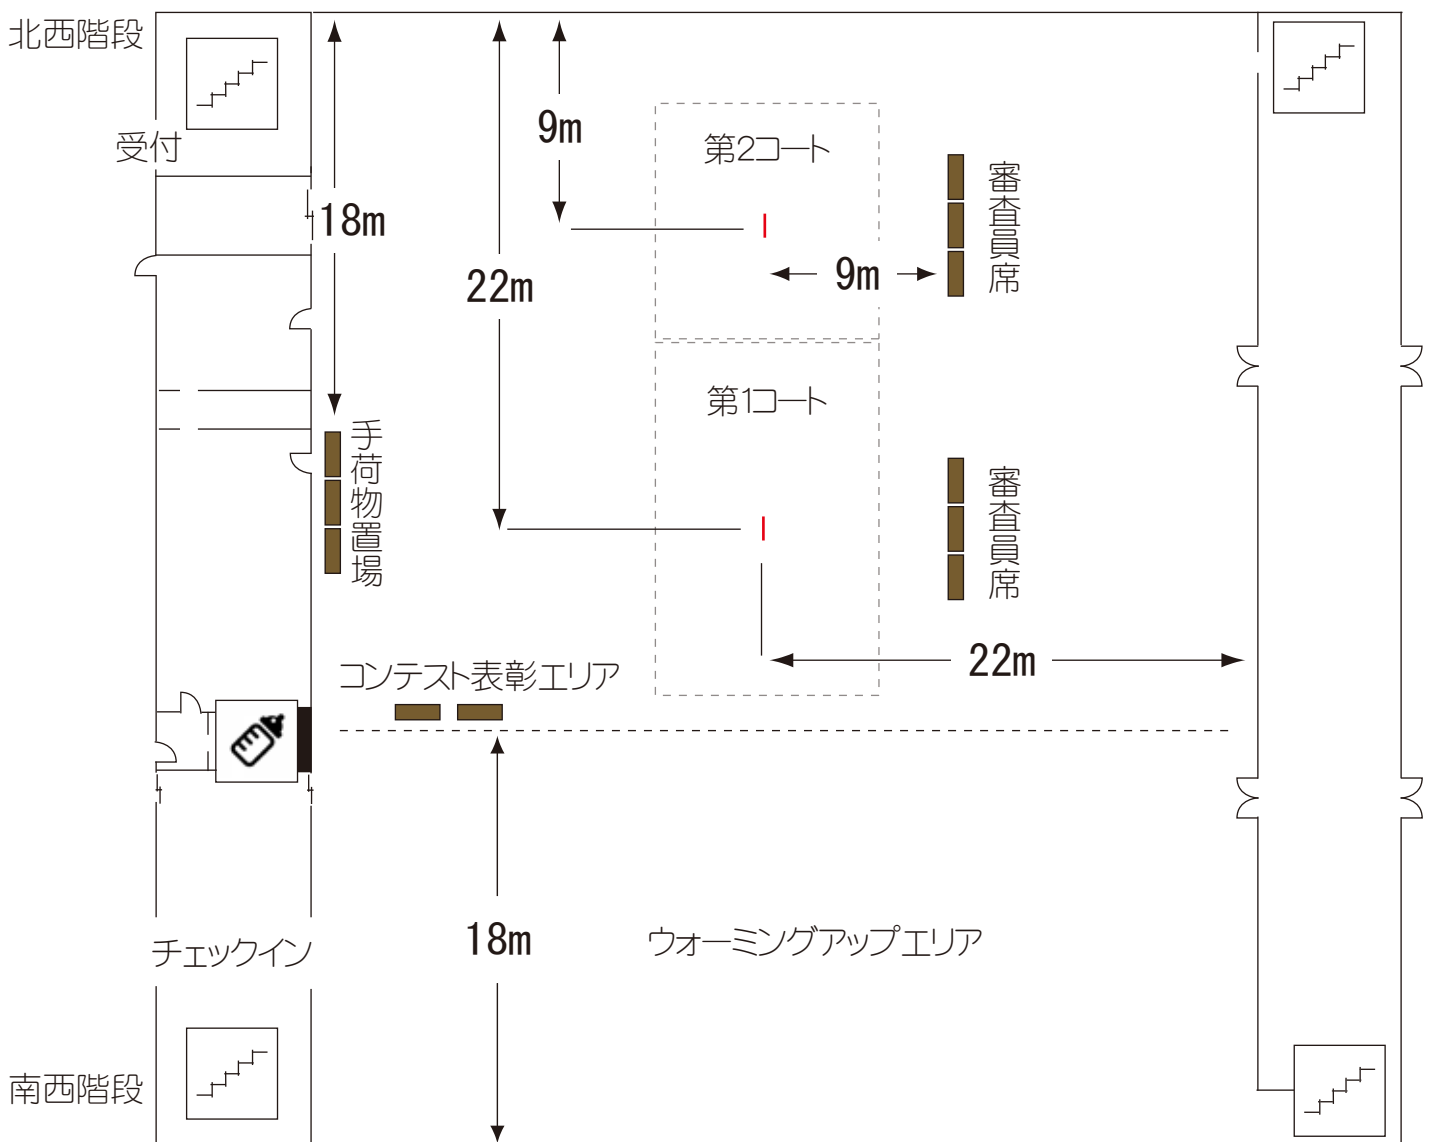 北西階段
受付
9m
第2コート
審査員席
18m
22m
9m
第1コート
手荷物置場
審査員席
コンテスト表彰エリア
22m
チェックイン
18m
ウォーミングアップエリア
南西階段